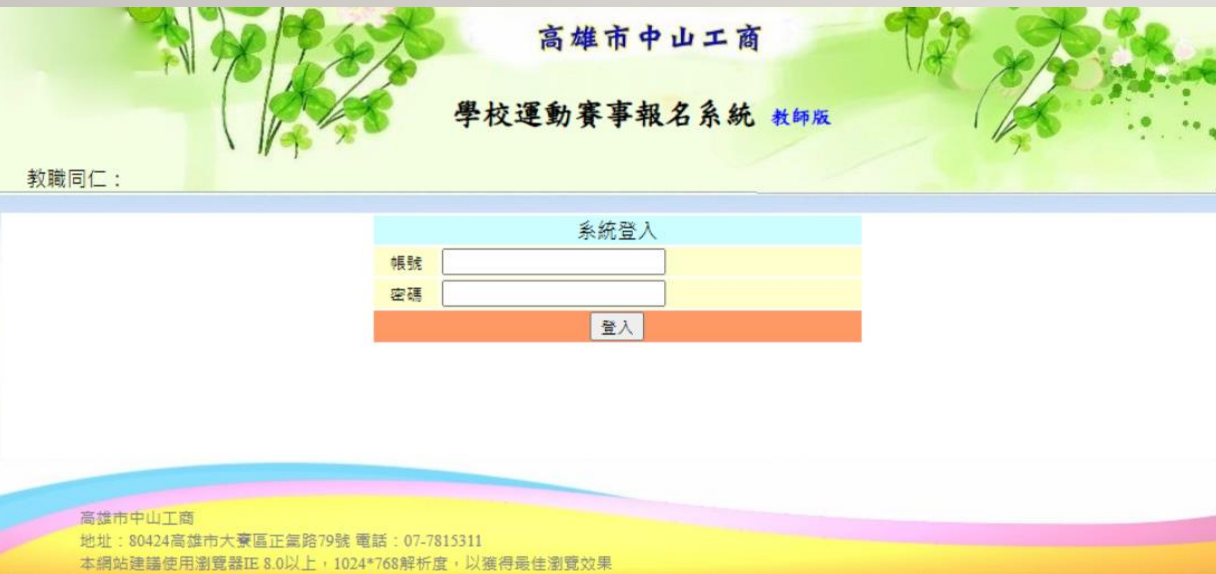 高雄市中山工商
學校運動賽事報名系統 教師版
教職同仁：
系統登入
帳號
密碼
登入
高雄市中山工商
地址：80424高雄市大寮區正氣路79號 電話：07-7815311
本網站建議使用瀏覽器IE 8.0以上，1024*768解析度，以獲得最佳瀏覽效果